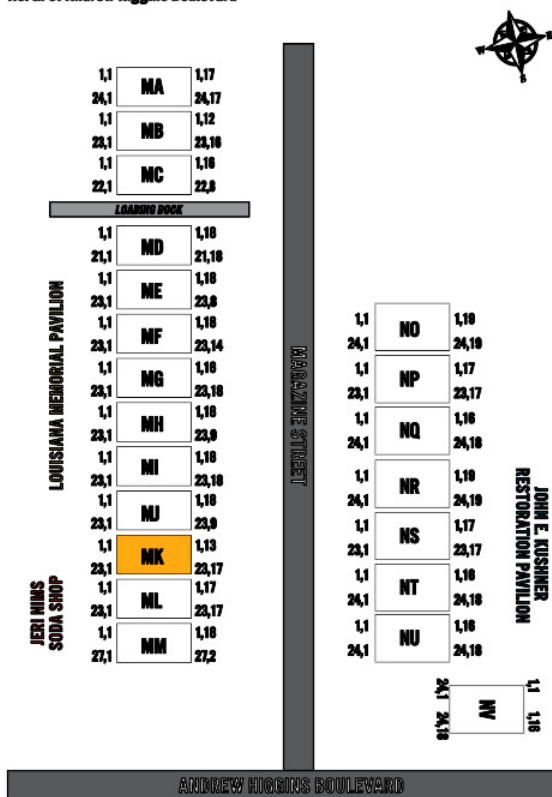 North of Andrew Higgins Boulevard
N
E
S
W
1,1 MA 1,17
24,1 24,17
1,1 MB 1,12
23,1 23,16
1,1 MC 1,16
22,1 22,8
LOADING DOCK
1,1 MD 1,18
21,1 21,18
1,1 ME 1,18
23,1 23,8
1,1 MF 1,18
23,1 23,14
1,1 MG 1,18
23,1 23,18
1,1 MH 1,18
23,1 23,9
1,1 MI 1,18
23,1 23,18
1,1 MJ 1,18
23,1 23,9
1,1 MK 1,13
23,1 23,17
1,1 ML 1,17
23,1 23,17
1,1 MM 1,18
27,1 27,2
LOUISIANA MEMORIAL PAVILION
JERI NIMS
SODA SHOP
MAGAZINE STREET
1,1 NO 1,19
24,1 24,19
1,1 NP 1,17
23,1 23,17
1,1 NQ 1,16
24,1 24,18
1,1 NR 1,19
24,1 24,19
1,1 NS 1,17
23,1 23,17
1,1 NT 1,16
24,1 24,18
1,1 NU 1,16
24,1 24,18
JOHN E. KUSHNER
RESTORATION PAVILION
24,1 NV 1,1
24,18 1,16
ANDREW HIGGINS BOULEVARD